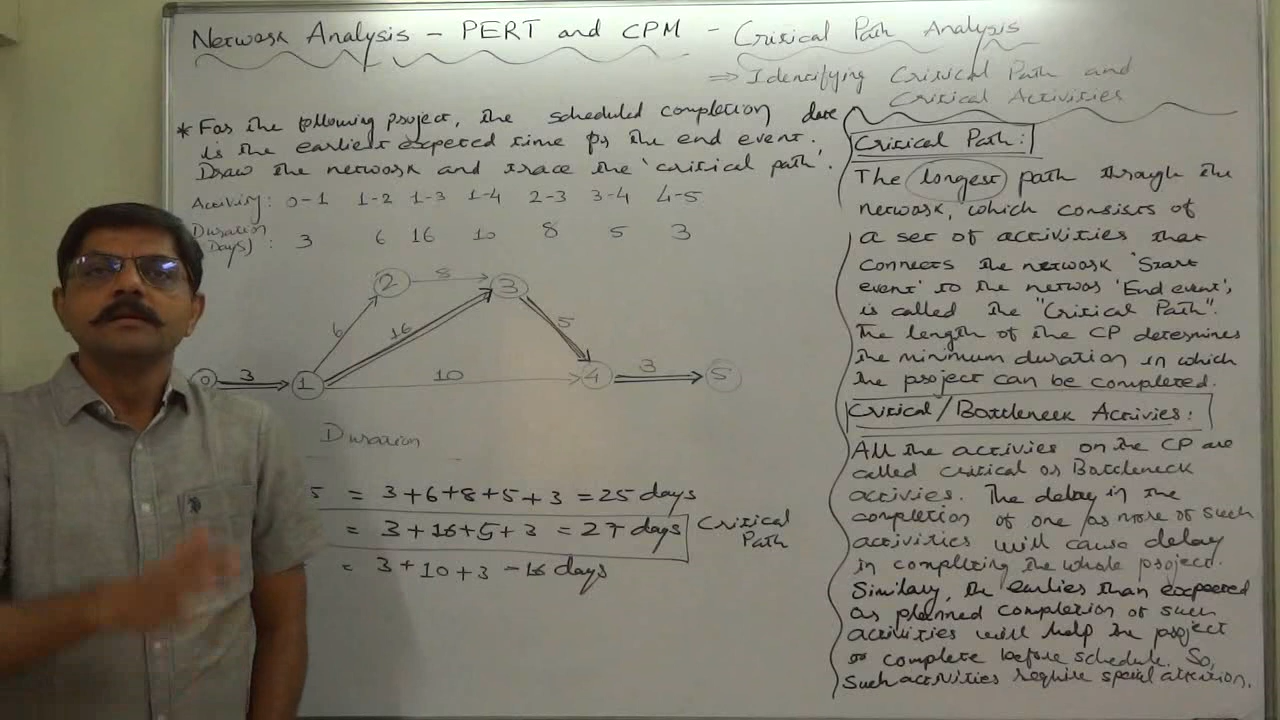 Network Analysis – PERT and CPM – Critical Path Analysis
⇒ Identifying Critical Path and
Critical Activities
* For the following project, the scheduled completion date
is the earliest expected time for the end event.
Draw the network and trace the 'critical path'.
Activity: 0-1 1-2 1-3 1-4 2-3 3-4 4-5
Duration
Days) : 3 6 16 10 8 5 3
2 8 3
6 16 5
0 3 1 10 4 3 5
Duration
5 = 3+6+8+5+3 = 25 days
= 3+16+5+3 = 27 days Critical
Path
= 3+10+3 – 16 days
Critical Path:
The longest path through the
network, which consists of
a set of activities that
connects the network 'Start
event' to the networ 'End event',
is called the "Critical Path".
The length of the CP determines
the minimum duration in which
the project can be completed.
Critical/Bottleneck Activies:
All the activies on the CP are
called critical or Bottleneck
activies. The delay in the
completion of one or more of such
activities will cause delay
in completing the whole project.
Similary, the earlies than expected
or planned completion of such
activities will help the project
to complete before schedule. So,
such activities require special attention.